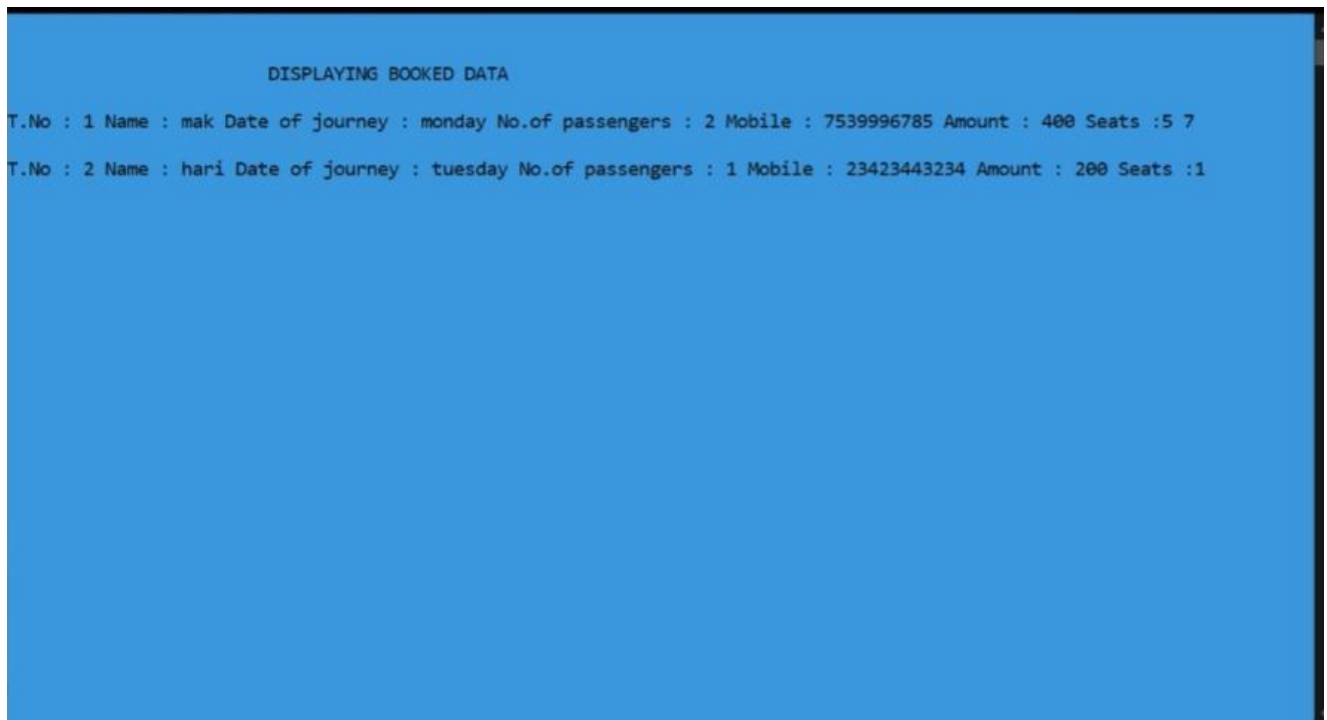 DISPLAYING BOOKED DATA
T.No : 1 Name : mak Date of journey : monday No.of passengers : 2 Mobile : 7539996785 Amount : 400 Seats :5 7
T.No : 2 Name : hari Date of journey : tuesday No.of passengers : 1 Mobile : 23423443234 Amount : 200 Seats :1